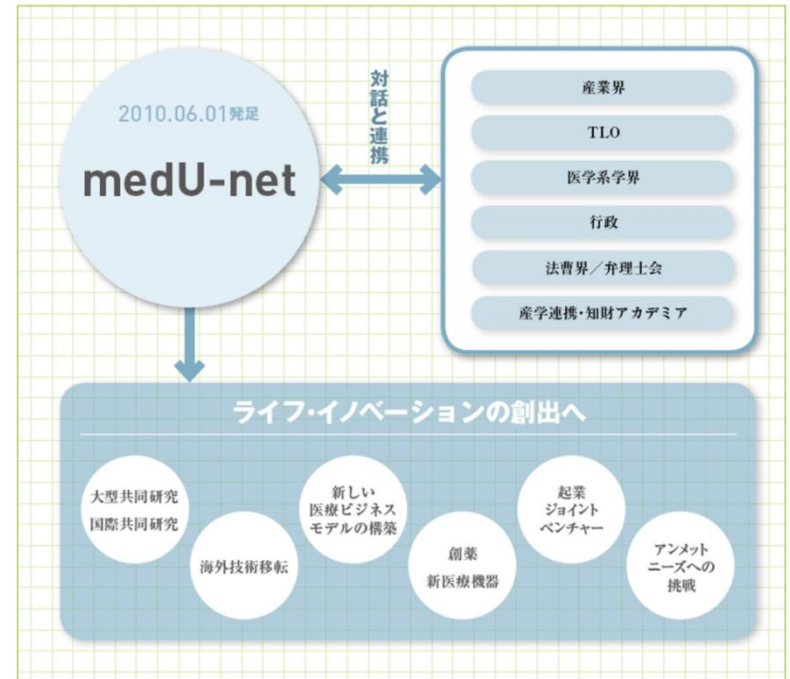 2010.06.01発足
medU-net
対話と連携
産業界
TLO
医学系学界
行政
法曹界／弁理士会
産学連携・知財アカデミア
ライフ・イノベーションの創出へ
大型共同研究
国際共同研究
海外技術移転
新しい
医療ビジネス
モデルの構築
創薬
新医療機器
起業
ジョイント
ベンチャー
アンメット
ニーズへの
挑戦